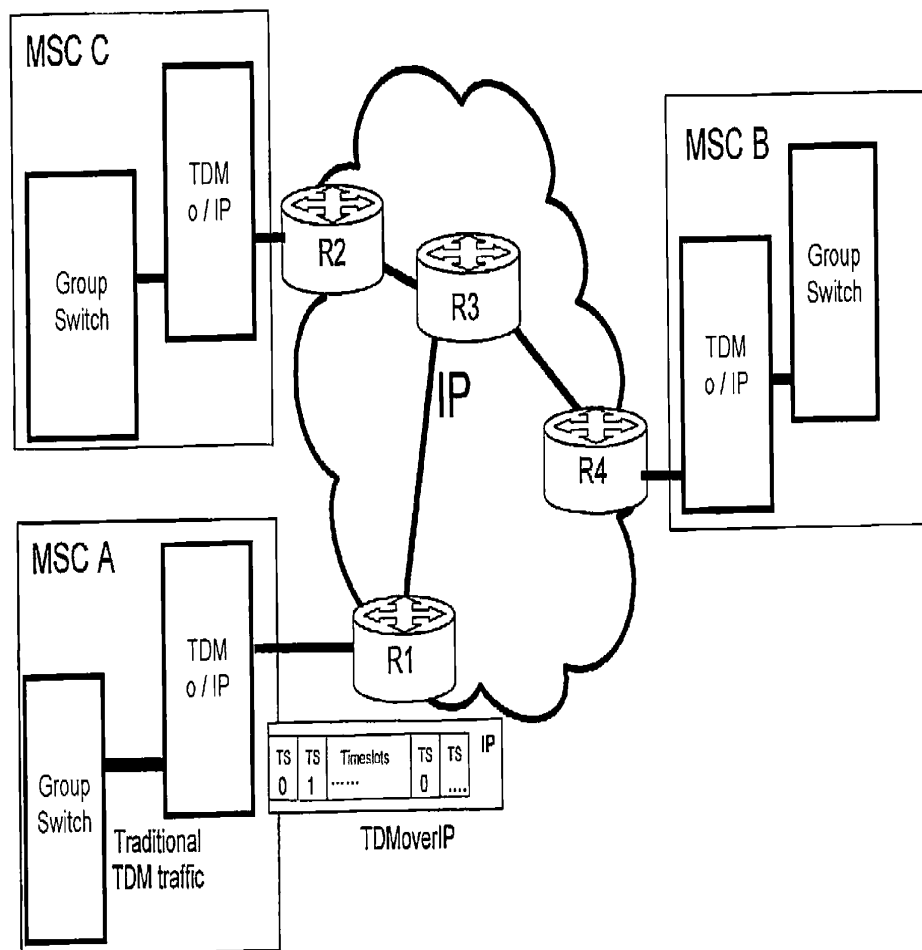 MSC C
TDM
o / IP
Group
Switch
R2
R3
IP
R4
MSC B
Group
Switch
TDM
o / IP
MSC A
TDM
o / IP
R1
Group
Switch
Traditional
TDM traffic
TS TS Timeslots TS TS IP
0 1 ...... 0 ....
TDMoverIP